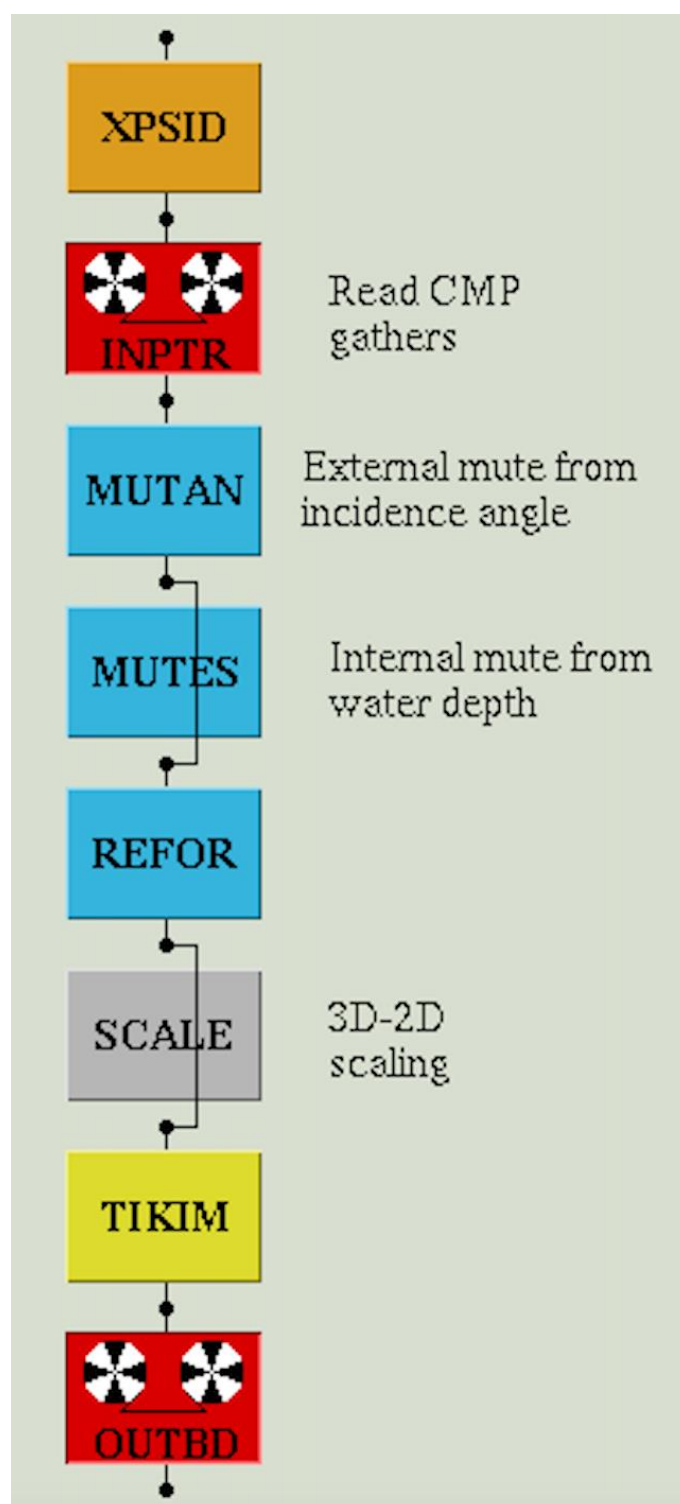 XPSID
INPTR
Read CMP
gathers
MUTAN
External mute from
incidence angle
MUTES
Internal mute from
water depth
REFOR
SCALE
3D-2D
scaling
TIKIM
OUTBD